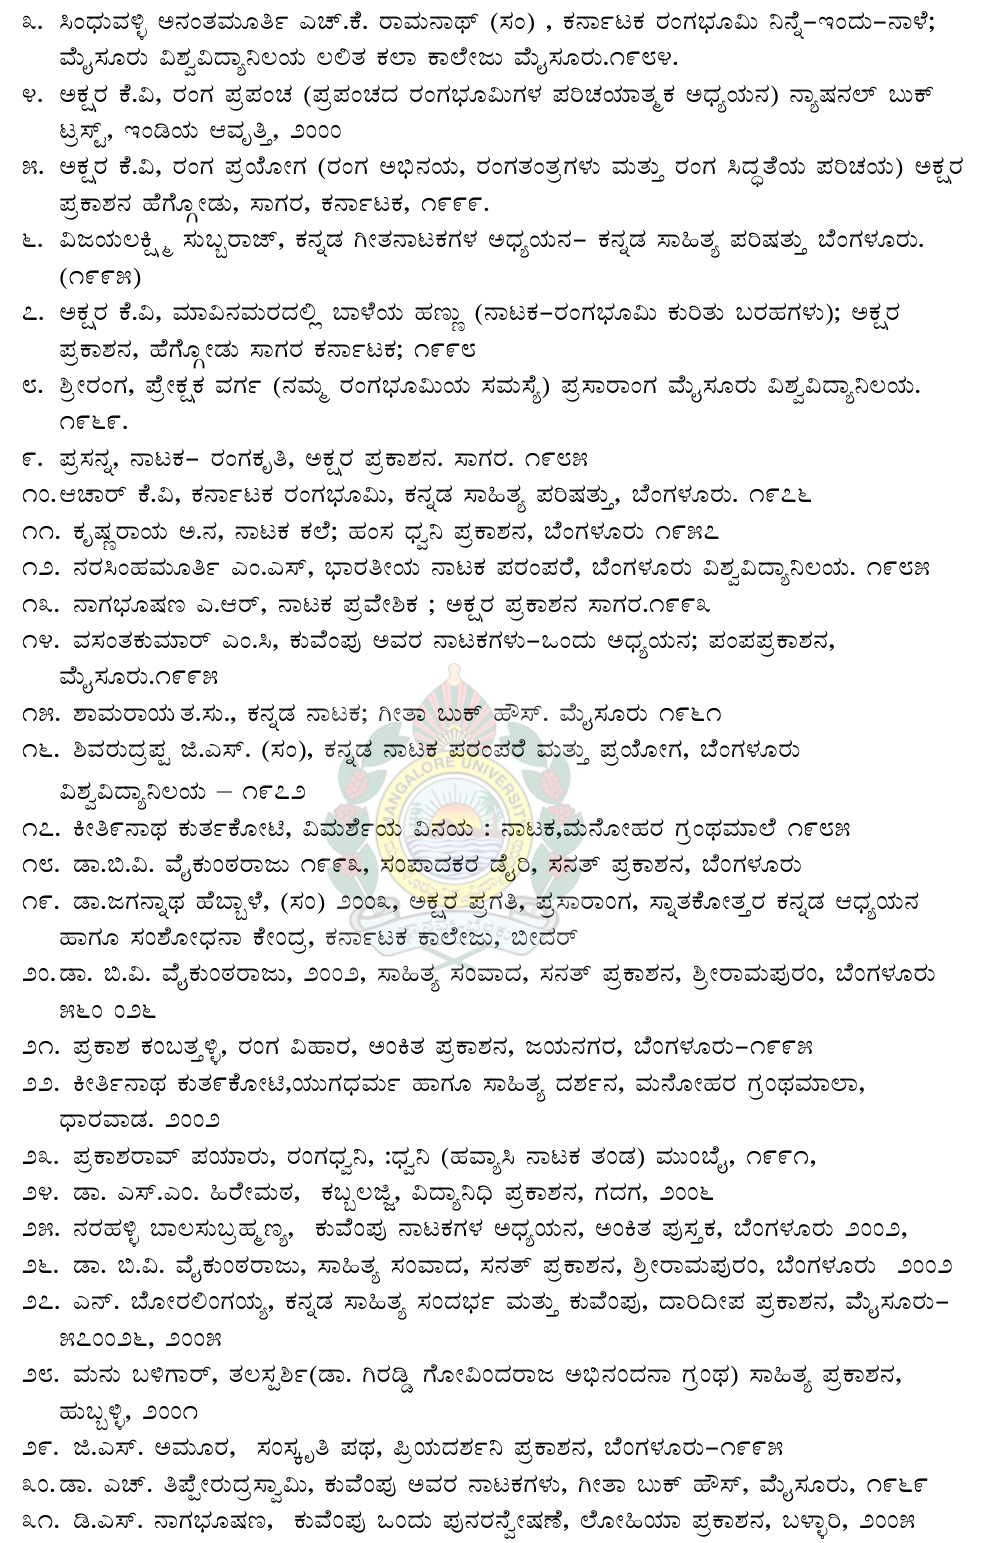 ೩. ಸಿಂಧುವಳ್ಳಿ ಅನಂತಮೂರ್ತಿ ಎಚ್.ಕೆ. ರಾಮನಾಥ್ (ಸಂ) , ಕರ್ನಾಟಕ ರಂಗಭೂಮಿ ನಿನ್ನೆ-ಇಂದು-ನಾಳೆ;
ಮೈಸೂರು ವಿಶ್ವವಿದ್ಯಾನಿಲಯ ಲಲಿತ ಕಲಾ ಕಾಲೇಜು ಮೈಸೂರು.೧೯೮೪.
೪. ಅಕ್ಷರ ಕೆ.ವಿ, ರಂಗ ಪ್ರಪಂಚ (ಪ್ರಪಂಚದ ರಂಗಭೂಮಿಗಳ ಪರಿಚಯಾತ್ಮಕ ಅಧ್ಯಯನ) ನ್ಯಾಷನಲ್ ಬುಕ್
ಟ್ರಸ್ಟ್, ಇಂಡಿಯ ಆವೃತ್ತಿ, ೨೦೦೦
೫. ಅಕ್ಷರ ಕೆ.ವಿ, ರಂಗ ಪ್ರಯೋಗ (ರಂಗ ಅಭಿನಯ, ರಂಗತಂತ್ರಗಳು ಮತ್ತು ರಂಗ ಸಿದ್ಧತೆಯ ಪರಿಚಯ) ಅಕ್ಷರ
ಪ್ರಕಾಶನ ಹೆಗ್ಗೋಡು, ಸಾಗರ, ಕರ್ನಾಟಕ, ೧೯೯೯.
೬. ವಿಜಯಲಕ್ಷ್ಮಿ ಸುಬ್ಬರಾಜ್, ಕನ್ನಡ ಗೀತನಾಟಕಗಳ ಅಧ್ಯಯನ- ಕನ್ನಡ ಸಾಹಿತ್ಯ ಪರಿಷತ್ತು ಬೆಂಗಳೂರು.
(೧೯೯೫)
೭. ಅಕ್ಷರ ಕೆ.ವಿ, ಮಾವಿನಮರದಲ್ಲಿ ಬಾಳೆಯ ಹಣ್ಣು (ನಾಟಕ-ರಂಗಭೂಮಿ ಕುರಿತು ಬರಹಗಳು); ಅಕ್ಷರ
ಪ್ರಕಾಶನ, ಹೆಗ್ಗೋಡು ಸಾಗರ ಕರ್ನಾಟಕ; ೧೯೯೮
೮. ಶ್ರೀರಂಗ, ಪ್ರೇಕ್ಷಕ ವರ್ಗ (ನಮ್ಮ ರಂಗಭೂಮಿಯ ಸಮಸ್ಯೆ) ಪ್ರಸಾರಾಂಗ ಮೈಸೂರು ವಿಶ್ವವಿದ್ಯಾನಿಲಯ.
೧೯೬೯.
೯. ಪ್ರಸನ್ನ, ನಾಟಕ- ರಂಗಕೃತಿ, ಅಕ್ಷರ ಪ್ರಕಾಶನ. ಸಾಗರ. ೧೯೮೫
೧೦.ಆಚಾರ್ ಕೆ.ವಿ, ಕರ್ನಾಟಕ ರಂಗಭೂಮಿ, ಕನ್ನಡ ಸಾಹಿತ್ಯ ಪರಿಷತ್ತು, ಬೆಂಗಳೂರು. ೧೯೭೬
೧೧. ಕೃಷ್ಣರಾಯ ಅ.ನ, ನಾಟಕ ಕಲೆ; ಹಂಸ ಧ್ವನಿ ಪ್ರಕಾಶನ, ಬೆಂಗಳೂರು ೧೯೫೭
೧೨. ನರಸಿಂಹಮೂರ್ತಿ ಎಂ.ಎಸ್, ಭಾರತೀಯ ನಾಟಕ ಪರಂಪರೆ, ಬೆಂಗಳೂರು ವಿಶ್ವವಿದ್ಯಾನಿಲಯ. ೧೯೮೫
೧೩. ನಾಗಭೂಷಣ ಎ.ಆರ್, ನಾಟಕ ಪ್ರವೇಶಿಕ ; ಅಕ್ಷರ ಪ್ರಕಾಶನ ಸಾಗರ.೧೯೯೩
೧೪. ವಸಂತಕುಮಾರ್ ಎಂ.ಸಿ, ಕುವೆಂಪು ಅವರ ನಾಟಕಗಳು-ಒಂದು ಅಧ್ಯಯನ; ಪಂಪಪ್ರಕಾಶನ,
ಮೈಸೂರು.೧೯೯೫
೧೫. ಶಾಮರಾಯ ತ.ಸು., ಕನ್ನಡ ನಾಟಕ; ಗೀತಾ ಬುಕ್ ಹೌಸ್. ಮೈಸೂರು ೧೯೬೧
೧೬. ಶಿವರುದ್ರಪ್ಪ ಜಿ.ಎಸ್. (ಸಂ), ಕನ್ನಡ ನಾಟಕ ಪರಂಪರೆ ಮತ್ತು ಪ್ರಯೋಗ, ಬೆಂಗಳೂರು
ವಿಶ್ವವಿದ್ಯಾನಿಲಯ – ೧೯೭೨
MANGALORE UNIVERSITY
೧೭. ಕೀರ್ತಿನಾಥ ಕುರ್ತಕೋಟಿ, ವಿಮರ್ಶೆಯ ವಿನಯ : ನಾಟಕ,ಮನೋಹರ ಗ್ರಂಥಮಾಲೆ ೧೯೮೫
೧೮. ಡಾ.ಬಿ.ವಿ. ವೈಕುಂಠರಾಜು ೧೯೯೩, ಸಂಪಾದಕರ ಡೈರಿ, ಸನತ್ ಪ್ರಕಾಶನ, ಬೆಂಗಳೂರು
೧೯. ಡಾ.ಜಗನ್ನಾಥ ಹೆಬ್ಬಾಳೆ, (ಸಂ) ೨೦೦೩, ಅಕ್ಷರ ಪ್ರಗತಿ, ಪ್ರಸಾರಾಂಗ, ಸ್ನಾತಕೋತ್ತರ ಕನ್ನಡ ಆಧ್ಯಯನ
ಹಾಗೂ ಸಂಶೋಧನಾ ಕೇಂದ್ರ, ಕರ್ನಾಟಕ ಕಾಲೇಜು, ಬೀದರ್
೨೦.ಡಾ. ಬಿ.ವಿ. ವೈಕುಂಠರಾಜು, ೨೦೦೨, ಸಾಹಿತ್ಯ ಸಂವಾದ, ಸನತ್ ಪ್ರಕಾಶನ, ಶ್ರೀರಾಮಪುರಂ, ಬೆಂಗಳೂರು
೫೬೦ ೦೨೬
೨೧. ಪ್ರಕಾಶ ಕಂಬತ್ತಳ್ಳಿ, ರಂಗ ವಿಹಾರ, ಅಂಕಿತ ಪ್ರಕಾಶನ, ಜಯನಗರ, ಬೆಂಗಳೂರು-೧೯೯೫
೨೨. ಕೀರ್ತಿನಾಥ ಕುರ್ತಕೋಟಿ,ಯುಗಧರ್ಮ ಹಾಗೂ ಸಾಹಿತ್ಯ ದರ್ಶನ, ಮನೋಹರ ಗ್ರಂಥಮಾಲಾ,
ಧಾರವಾಡ. ೨೦೦೨
೨೩. ಪ್ರಕಾಶರಾವ್ ಪಯಾರು, ರಂಗಧ್ವನಿ, :ಧ್ವನಿ (ಹವ್ಯಾಸಿ ನಾಟಕ ತಂಡ) ಮುಂಬೈ, ೧೯೯೧,
೨೪. ಡಾ. ಎಸ್.ಎಂ. ಹಿರೇಮಠ, ಕಬ್ಬಲಜ್ಜಿ, ವಿದ್ಯಾನಿಧಿ ಪ್ರಕಾಶನ, ಗದಗ, ೨೦೦೬
೨೫. ನರಹಳ್ಳಿ ಬಾಲಸುಬ್ರಹ್ಮಣ್ಯ, ಕುವೆಂಪು ನಾಟಕಗಳ ಅಧ್ಯಯನ, ಅಂಕಿತ ಪುಸ್ತಕ, ಬೆಂಗಳೂರು ೨೦೦೨,
೨೬. ಡಾ. ಬಿ.ವಿ. ವೈಕುಂಠರಾಜು, ಸಾಹಿತ್ಯ ಸಂವಾದ, ಸನತ್ ಪ್ರಕಾಶನ, ಶ್ರೀರಾಮಪುರಂ, ಬೆಂಗಳೂರು ೨೦೦೨
೨೭. ಎನ್. ಬೋರಲಿಂಗಯ್ಯ, ಕನ್ನಡ ಸಾಹಿತ್ಯ ಸಂದರ್ಭ ಮತ್ತು ಕುವೆಂಪು, ದಾರಿದೀಪ ಪ್ರಕಾಶನ, ಮೈಸೂರು-
೫೭೦೦೨೬, ೨೦೦೫
೨೮. ಮನು ಬಳಿಗಾರ್, ತಲಸ್ಪರ್ಶಿ(ಡಾ. ಗಿರಡ್ಡಿ ಗೋವಿಂದರಾಜ ಅಭಿನಂದನಾ ಗ್ರಂಥ) ಸಾಹಿತ್ಯ ಪ್ರಕಾಶನ,
ಹುಬ್ಬಳ್ಳಿ, ೨೦೦೧
೨೯. ಜಿ.ಎಸ್. ಅಮೂರ, ಸಂಸ್ಕೃತಿ ಪಥ, ಪ್ರಿಯದರ್ಶನಿ ಪ್ರಕಾಶನ, ಬೆಂಗಳೂರು-೧೯೯೫
೩೦.ಡಾ. ಎಚ್. ತಿಪ್ಪೇರುದ್ರಸ್ವಾಮಿ, ಕುವೆಂಪು ಅವರ ನಾಟಕಗಳು, ಗೀತಾ ಬುಕ್ ಹೌಸ್, ಮೈಸೂರು, ೧೯೬೯
೩೧. ಡಿ.ಎಸ್. ನಾಗಭೂಷಣ, ಕುವೆಂಪು ಒಂದು ಪುನರನ್ವೇಷಣೆ, ಲೋಹಿಯಾ ಪ್ರಕಾಶನ, ಬಳ್ಳಾರಿ, ೨೦೦೫